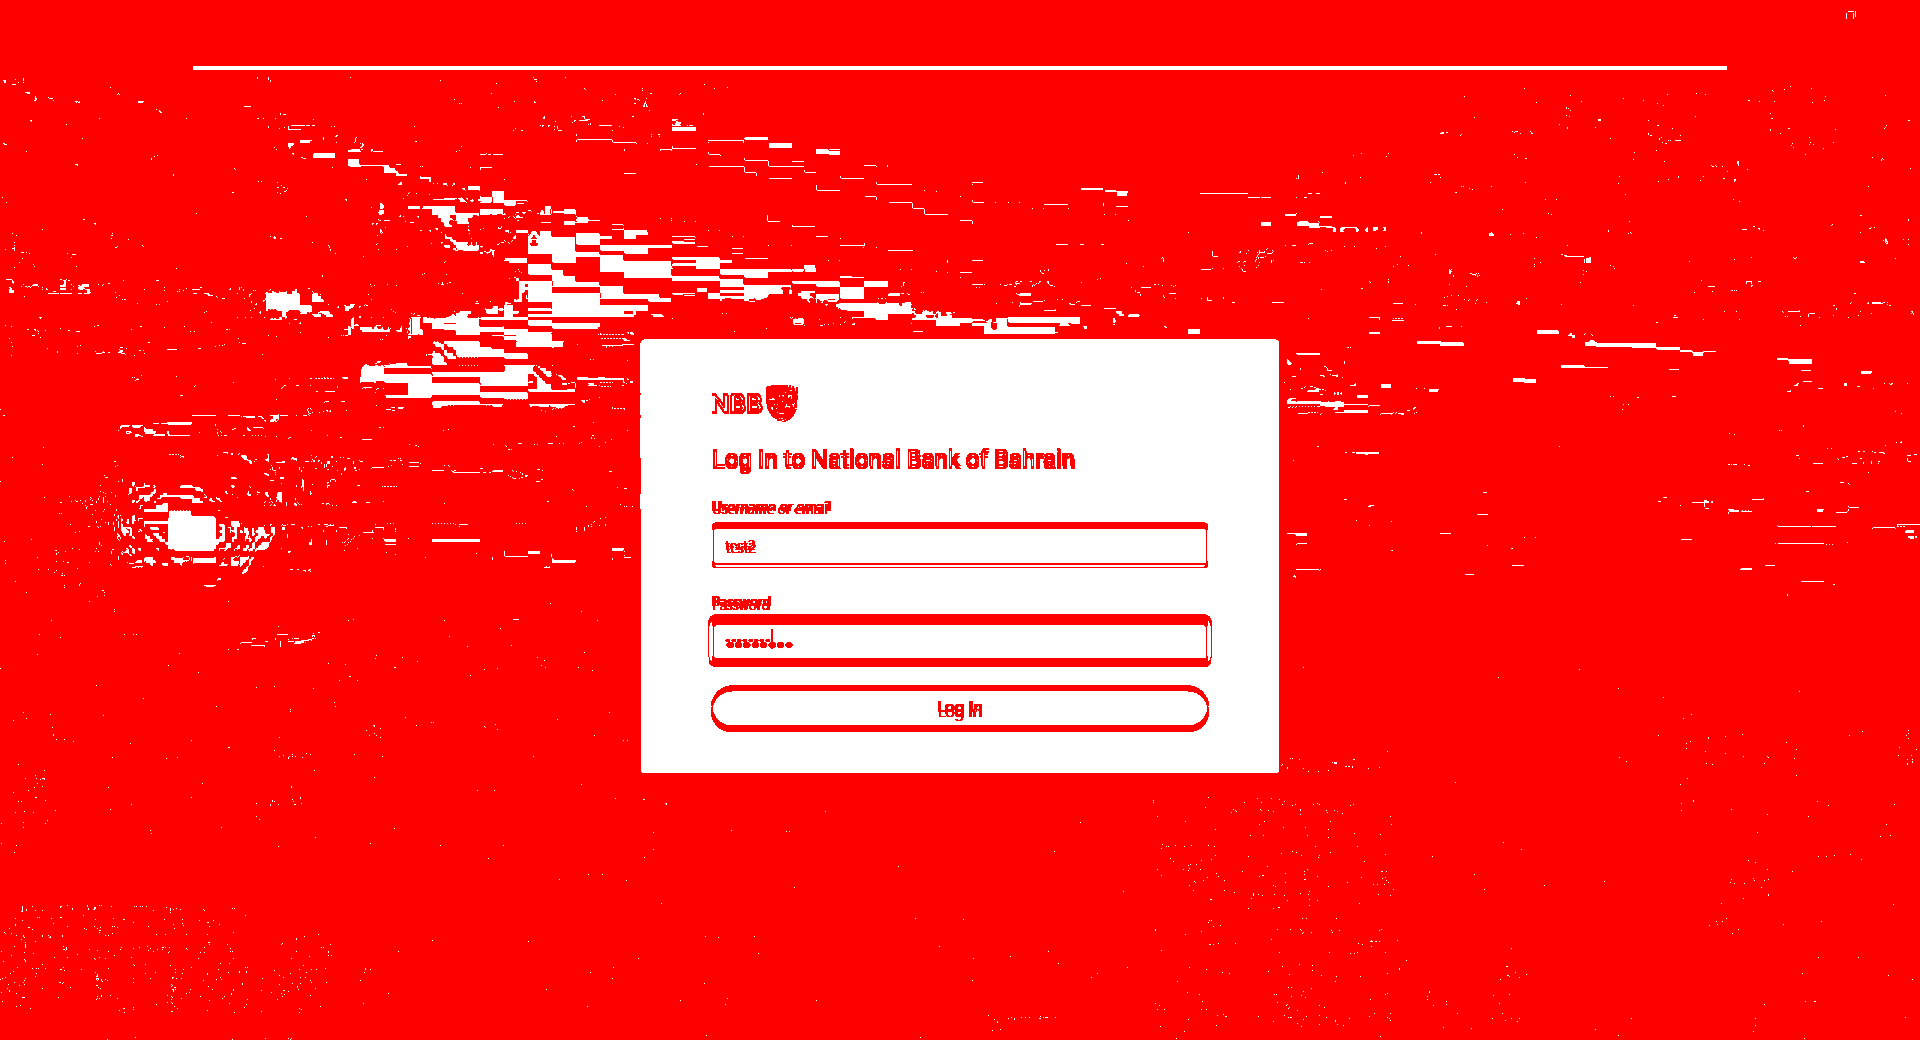 NBB
Log in to National Bank of Bahrain
Username or email
test2
Password
Log In